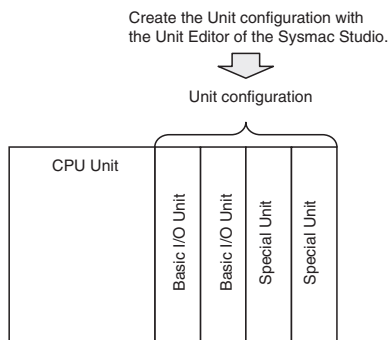 Create the Unit configuration with
the Unit Editor of the Sysmac Studio.
Unit configuration
CPU Unit
Basic I/O Unit
Basic I/O Unit
Special Unit
Special Unit